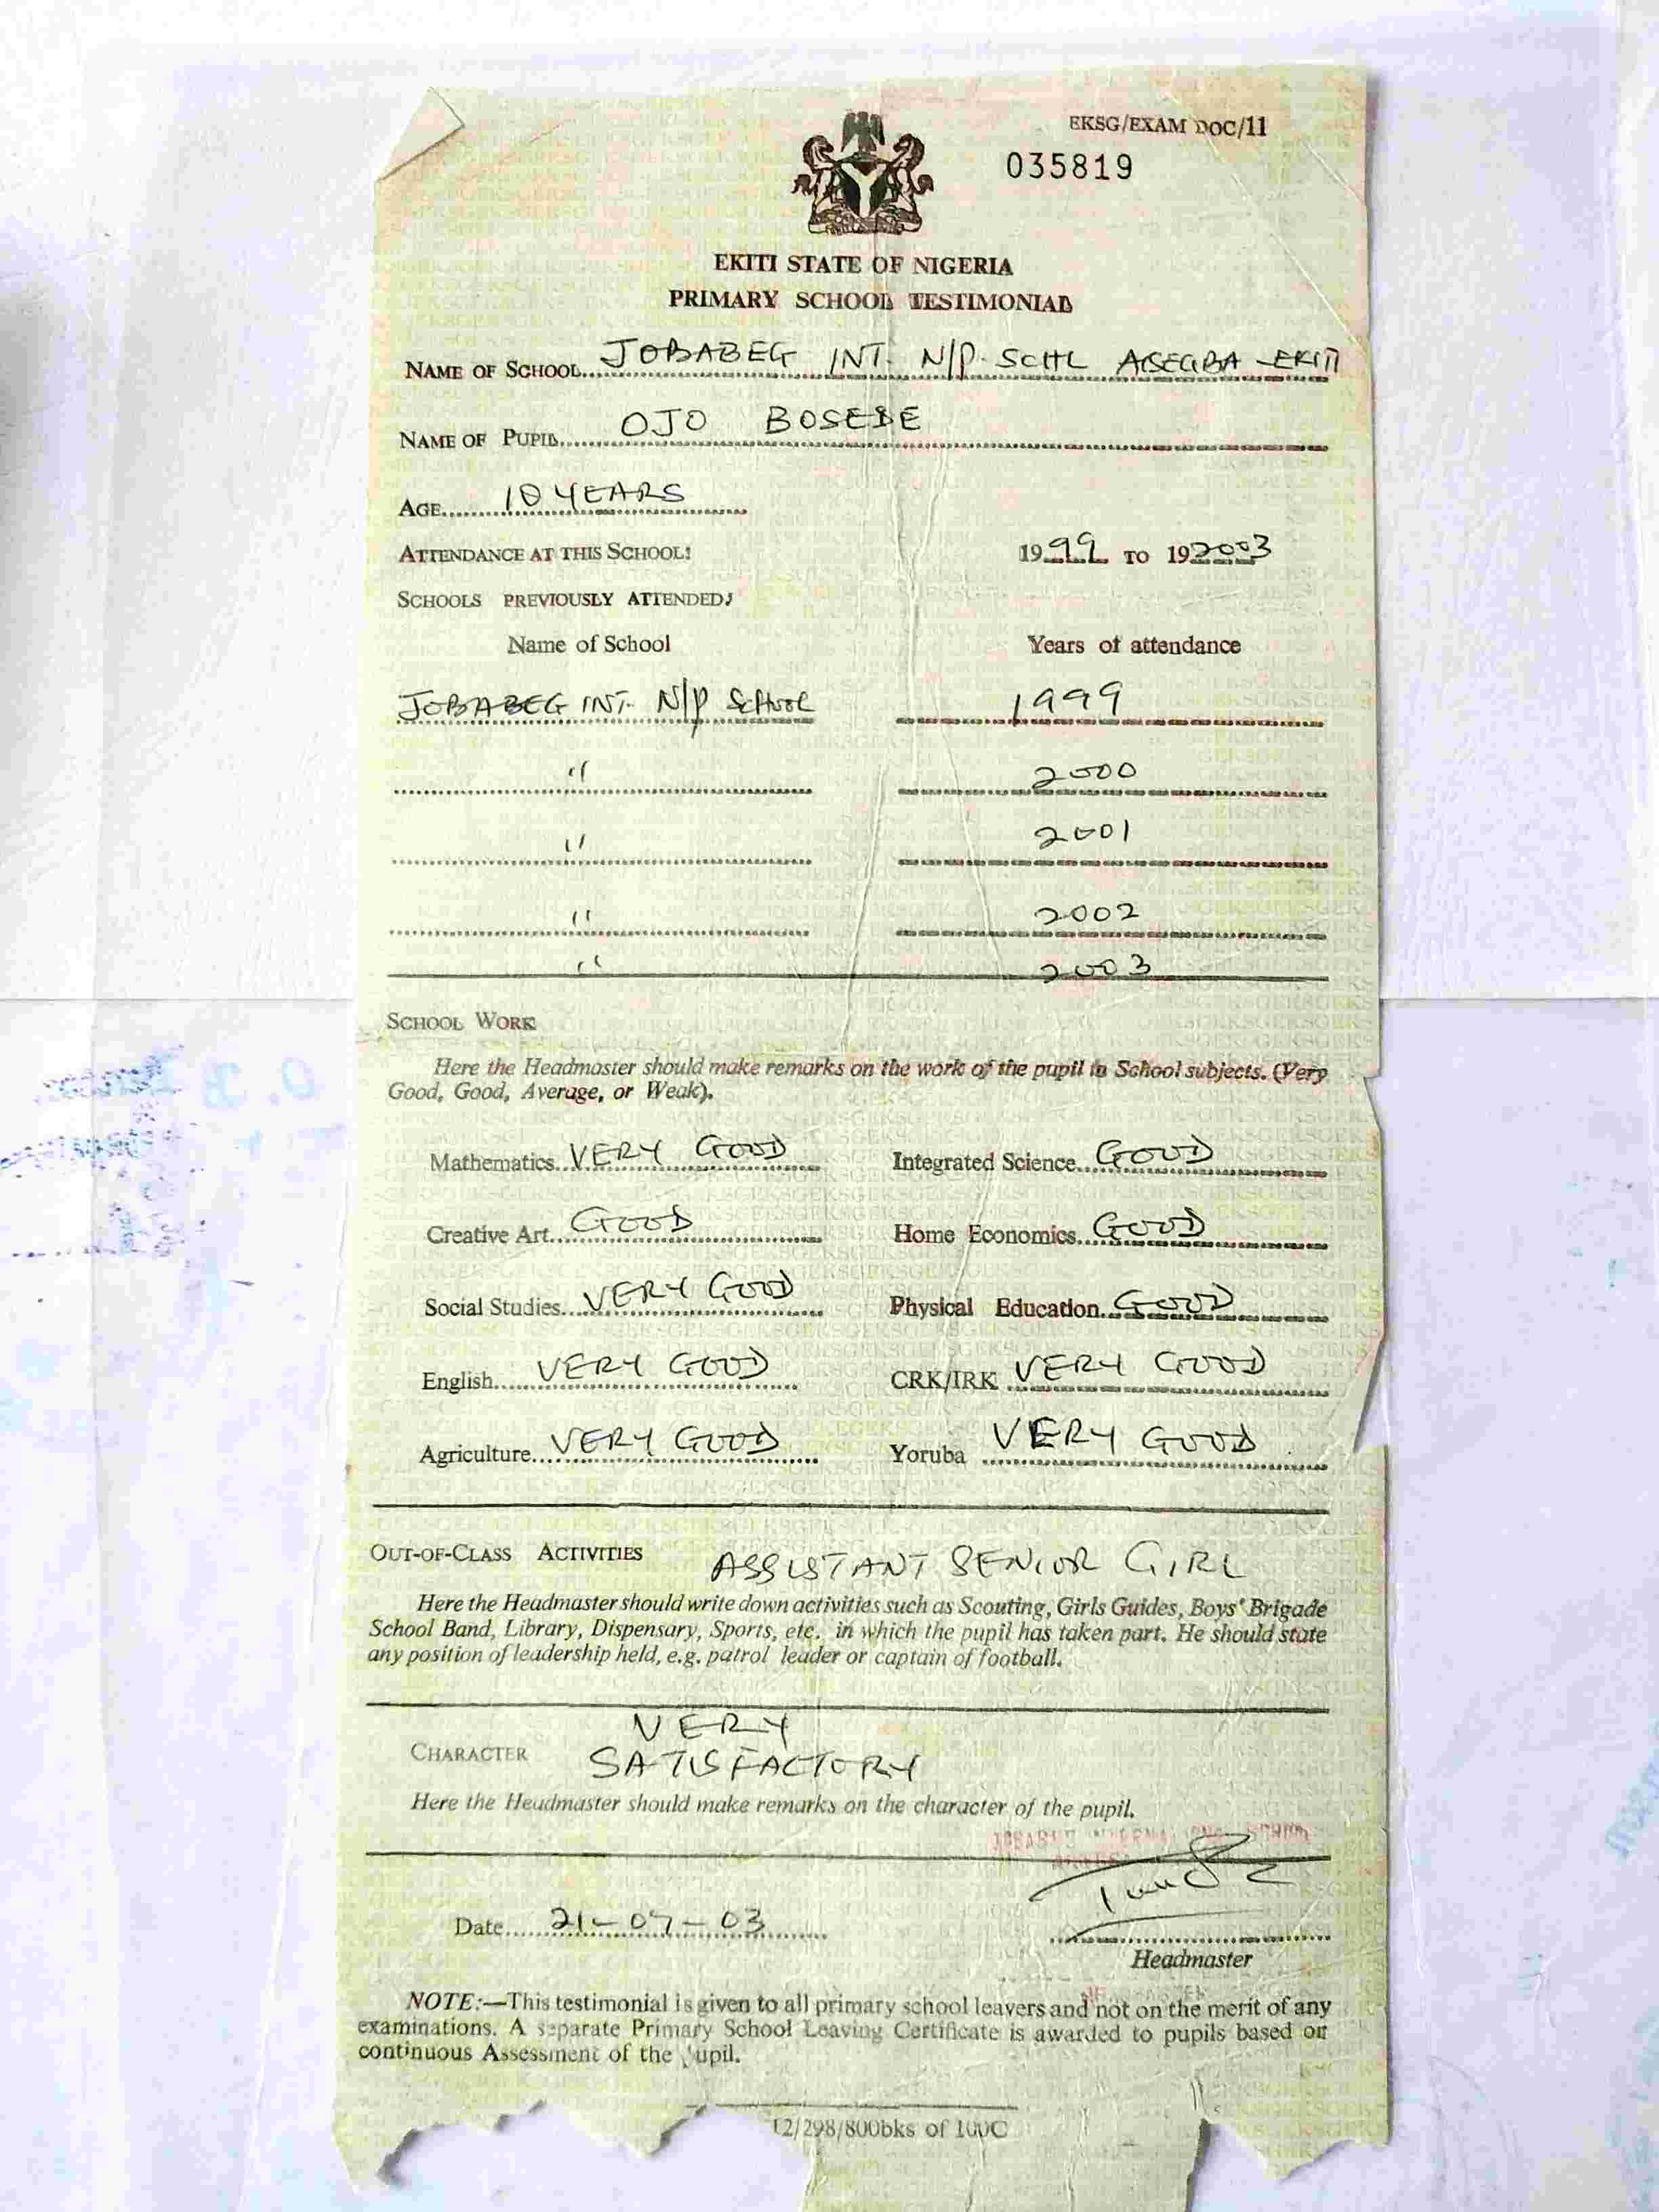 EKSG/EXAM DOC/11
035819
EKITI STATE OF NIGERIA
PRIMARY SCHOOL TESTIMONIAL
NAME OF SCHOOL JOBABEG INT. N/P. SCHL ARSEGBA-EKITI
NAME OF PUPIL OJO BOSEDE
AGE 10 YEARS
ATTENDANCE AT THIS SCHOOL: 1999 TO 192003
SCHOOLS PREVIOUSLY ATTENDED:
Name of School Years of attendance
JOBABEG INT. N/P School 1999
" 2000
" 2001
" 2002
" 2003
SCHOOL WORK
Here the Headmaster should make remarks on the work of the pupil in School subjects. (Very
Good, Good, Average, or Weak).
Mathematics VERY GOOD Integrated Science GOOD
Creative Art GOOD Home Economics GOOD
Social Studies VERY GOOD Physical Education GOOD
English VERY GOOD CRK/IRK VERY GOOD
Agriculture VERY GOOD Yoruba VERY GOOD
OUT-OF-CLASS ACTIVITIES ASSISTANT SENIOR GIRL
Here the Headmaster should write down activities such as Scouting, Girls Guides, Boys' Brigade
School Band, Library, Dispensary, Sports, etc. in which the pupil has taken part. He should state
any position of leadership held, e.g. patrol leader or captain of football.
VERY
CHARACTER SATISFACTORY
Here the Headmaster should make remarks on the character of the pupil.
Date 21-07-03
Headmaster
NOTE:—This testimonial is given to all primary school leavers and not on the merit of any
examinations. A separate Primary School Leaving Certificate is awarded to pupils based on
continuous Assessment of the Pupil.
12/298/800bks of 100C